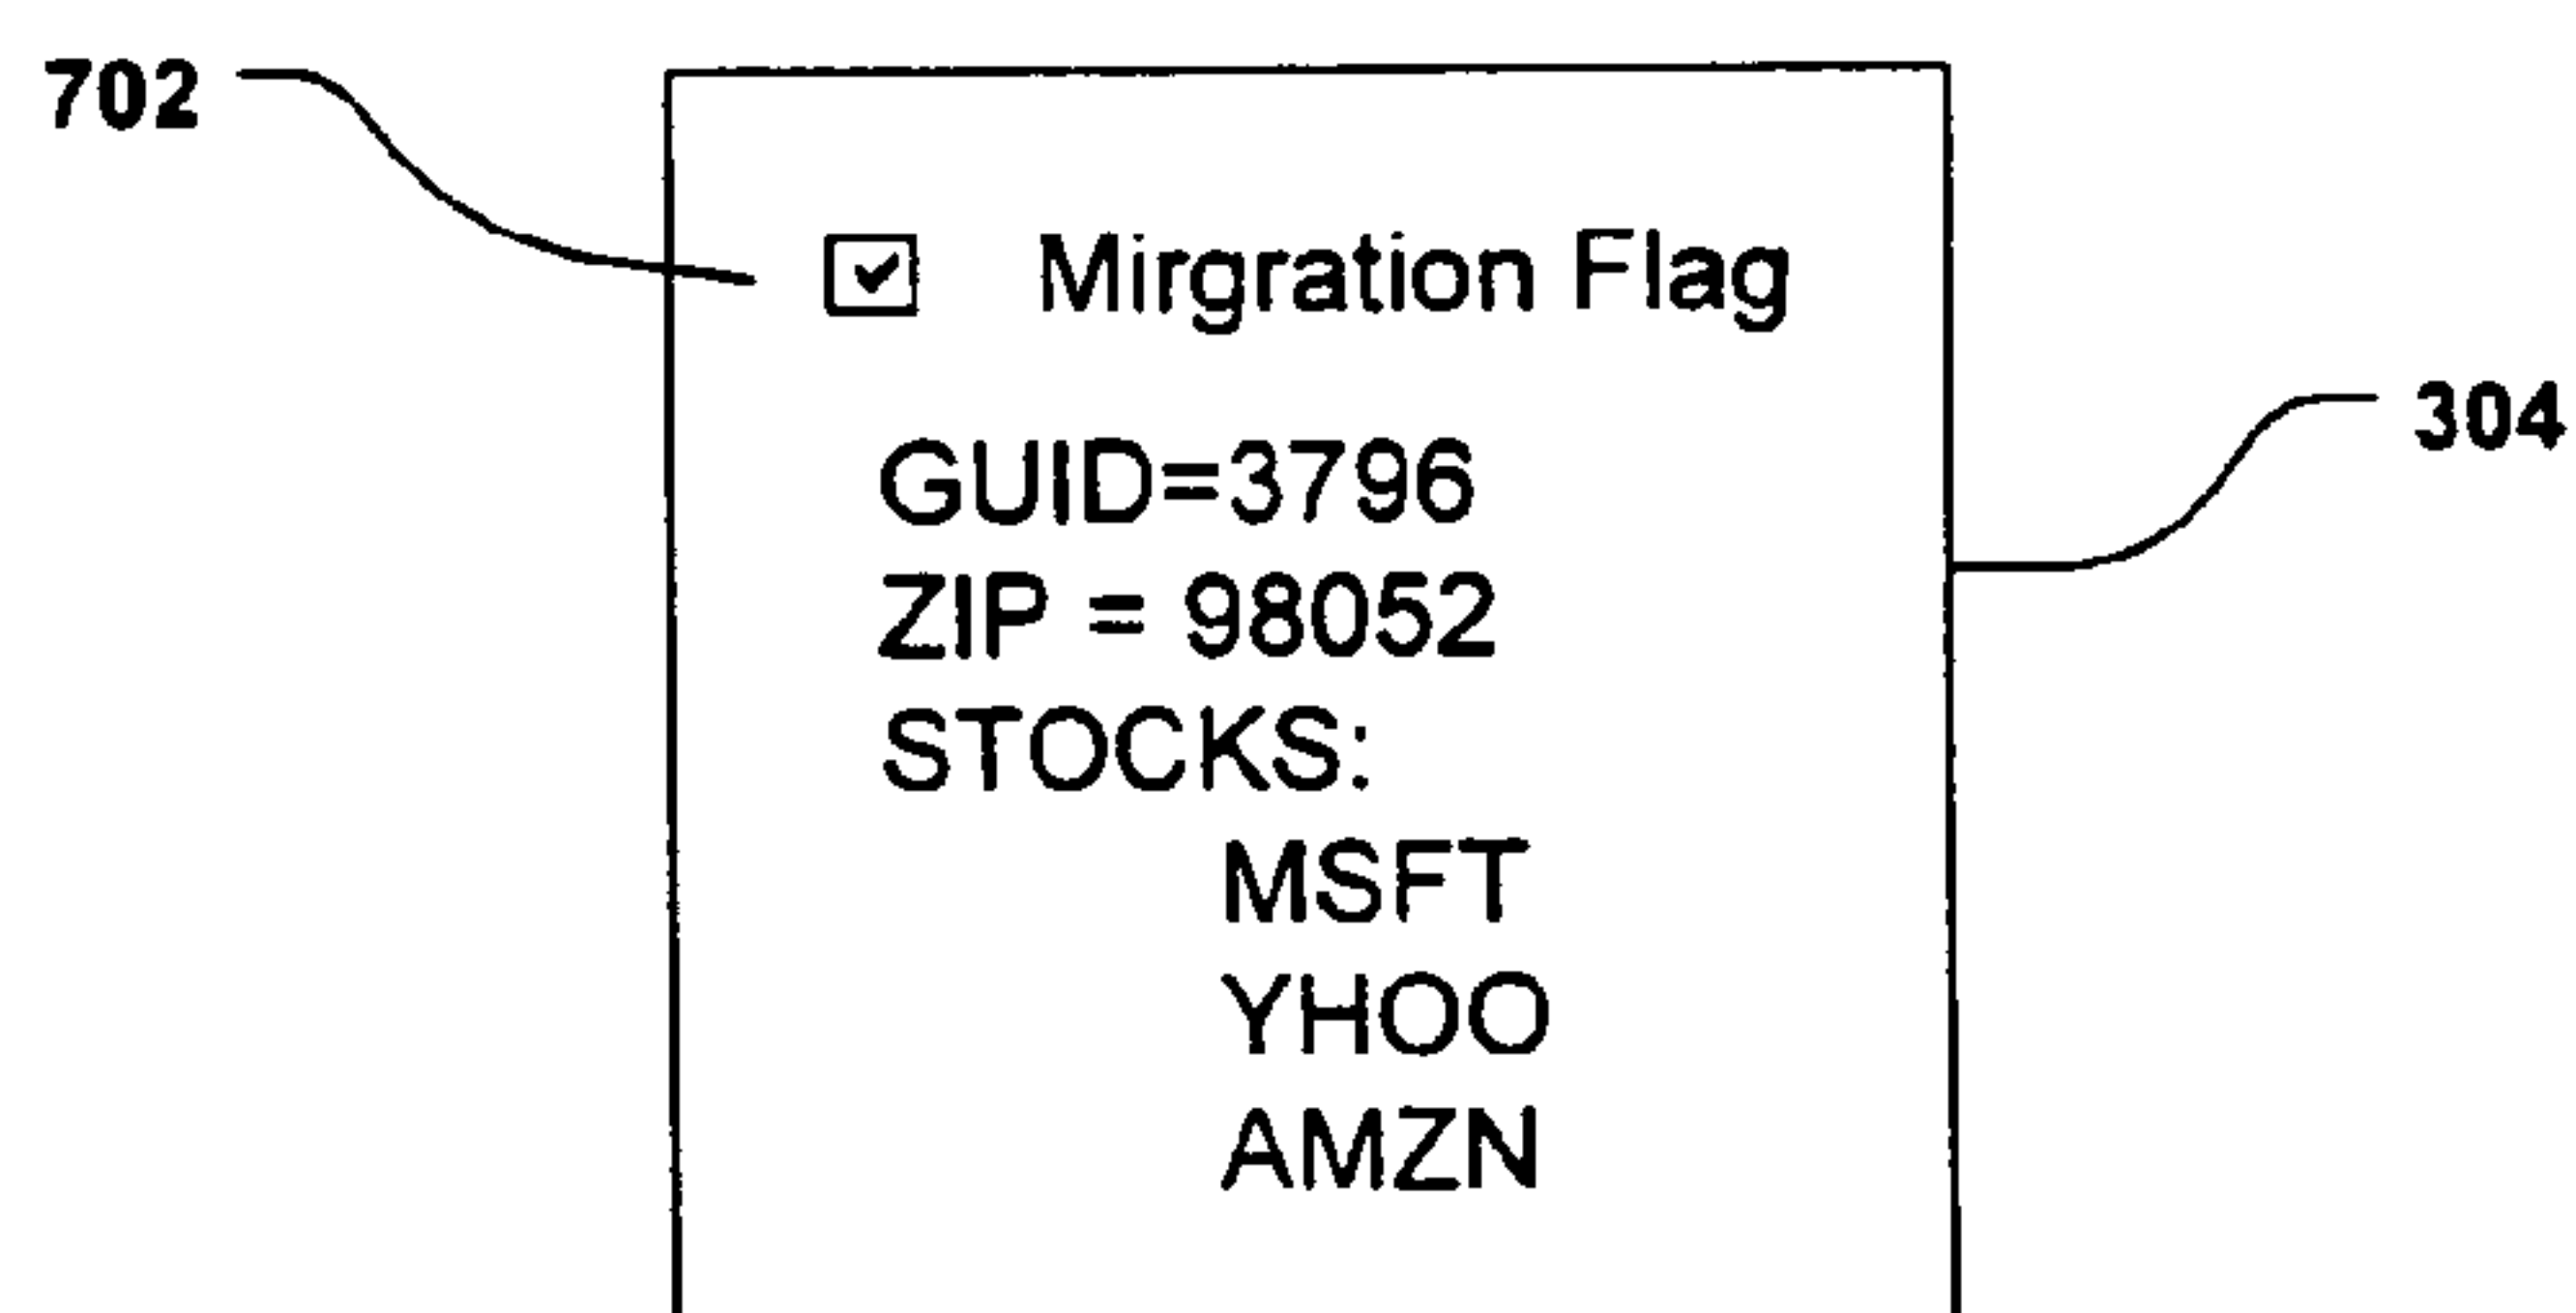 702
Mirgration Flag
304
GUID=3796
ZIP = 98052
STOCKS:
MSFT
YHOO
AMZN